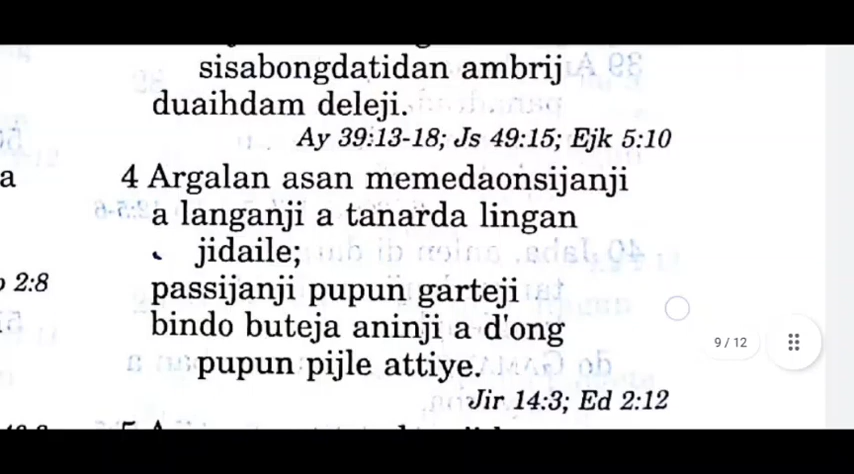 sisabongdatidan ambrij
duaihdam deleji.
Ay 39:13-18; Js 49:15; Ejk 5:10
a
4 Argalan asan memedaonsijanji
a langanji a tanarda lingan
jidaile;
2:8
passijanji pupun garteji
bindo buteja aninji a d'ong
pupun pijle attiye.
9 / 12
Jir 14:3; Ed 2:12